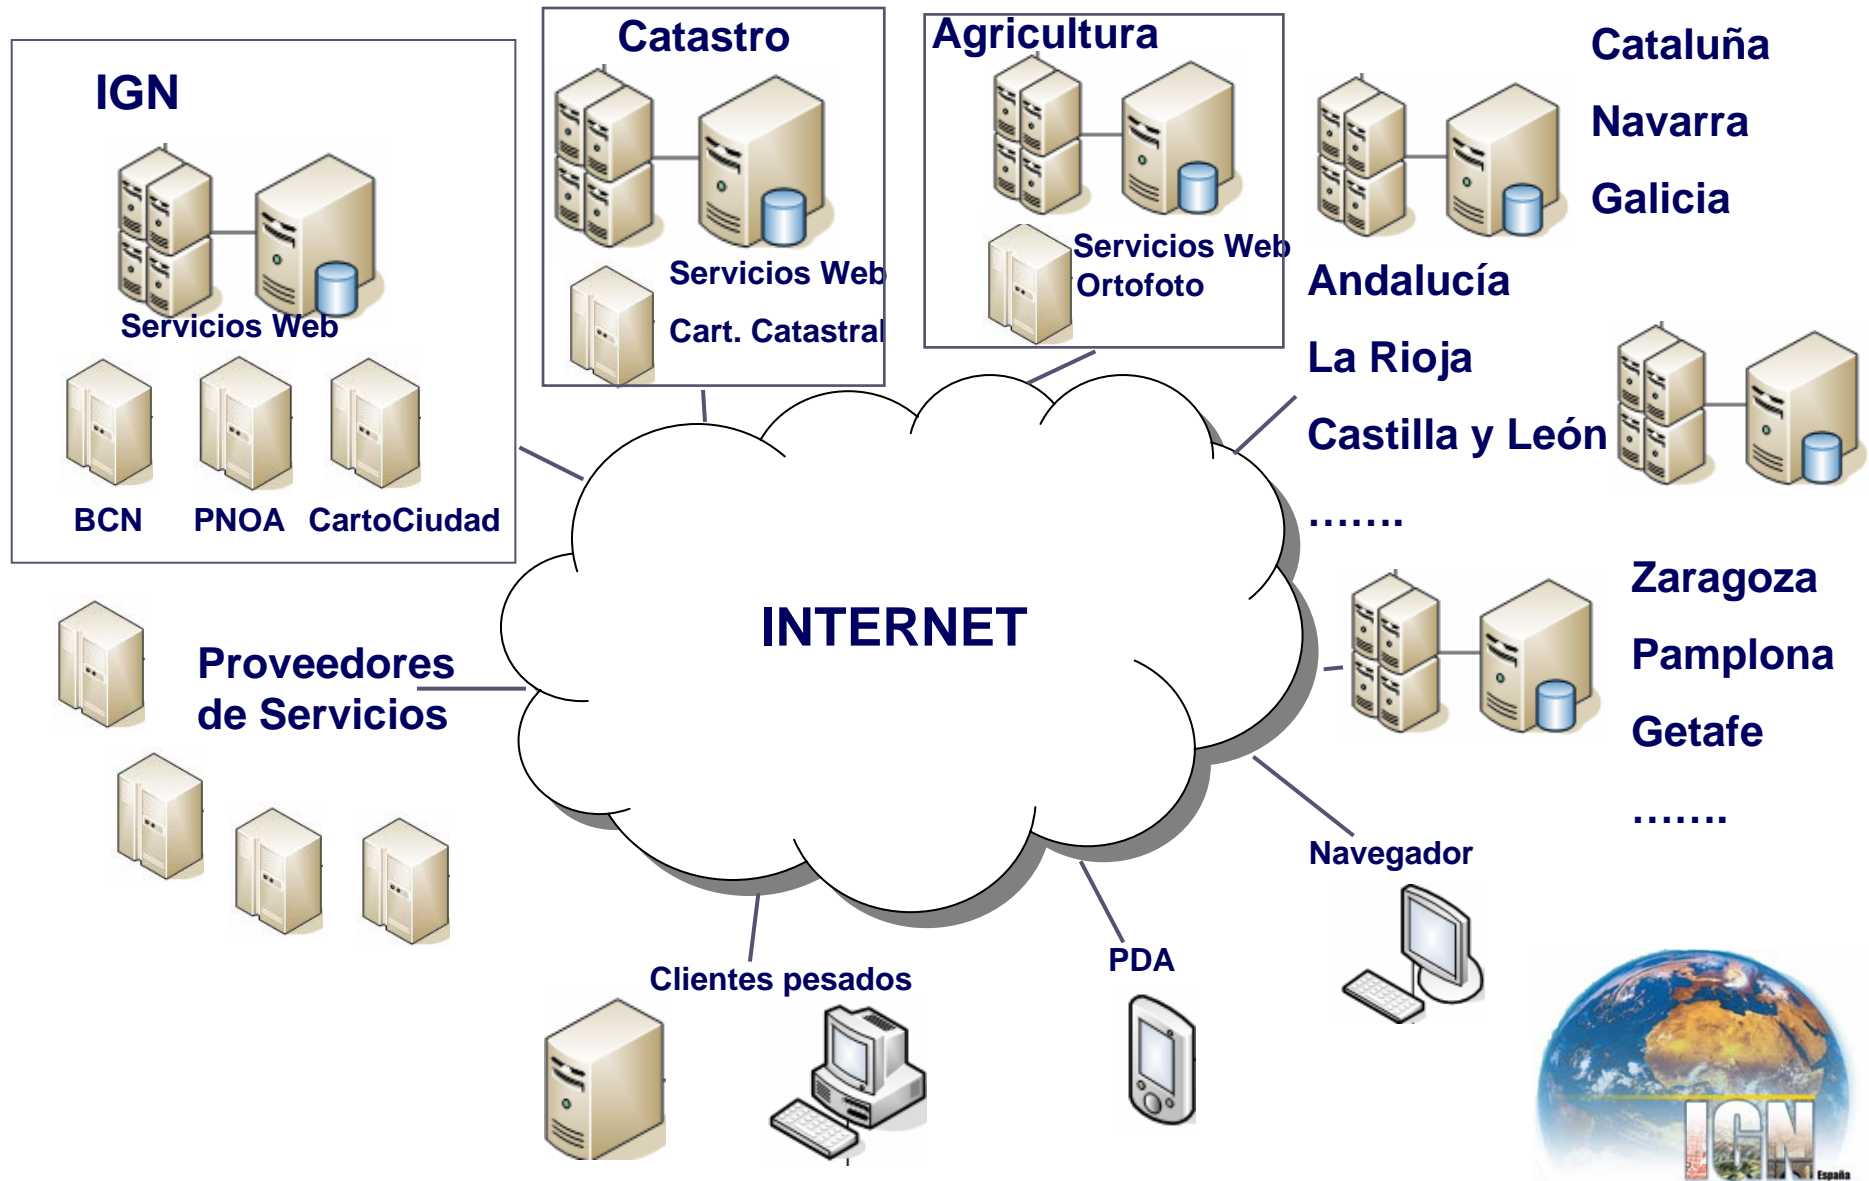 IGN
Servicios Web
BCN
PNOA
CartoCiudad
Catastro
Servicios Web
Cart. Catastral
Agricultura
Servicios Web
Ortofoto
Cataluña
Navarra
Galicia
Andalucía
La Rioja
Castilla y León
…….
Zaragoza
Pamplona
Getafe
…….
INTERNET
Proveedores
de Servicios
Clientes pesados
PDA
Navegador
IGN
España